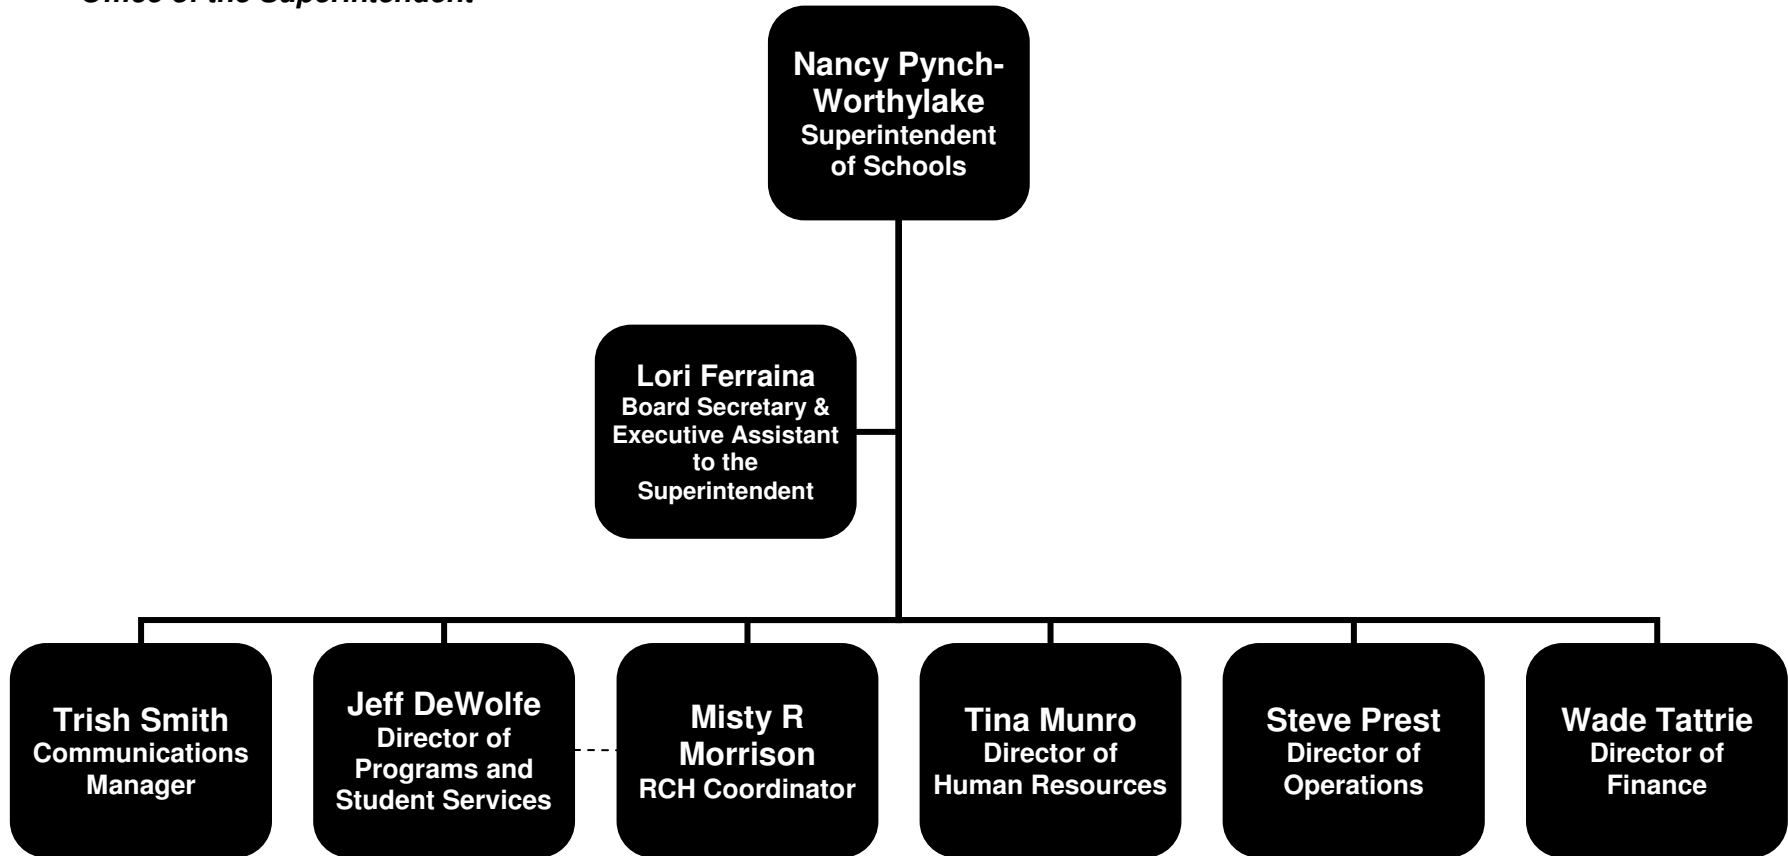 Office of the Superintendent
Nancy Pynch-
Worthylake
Superintendent
of Schools
Lori Ferraina
Board Secretary &
Executive Assistant
to the
Superintendent
Trish Smith
Communications
Manager
Jeff DeWolfe
Director of
Programs and
Student Services
Misty R
Morrison
RCH Coordinator
Tina Munro
Director of
Human Resources
Steve Prest
Director of
Operations
Wade Tattrie
Director of
Finance